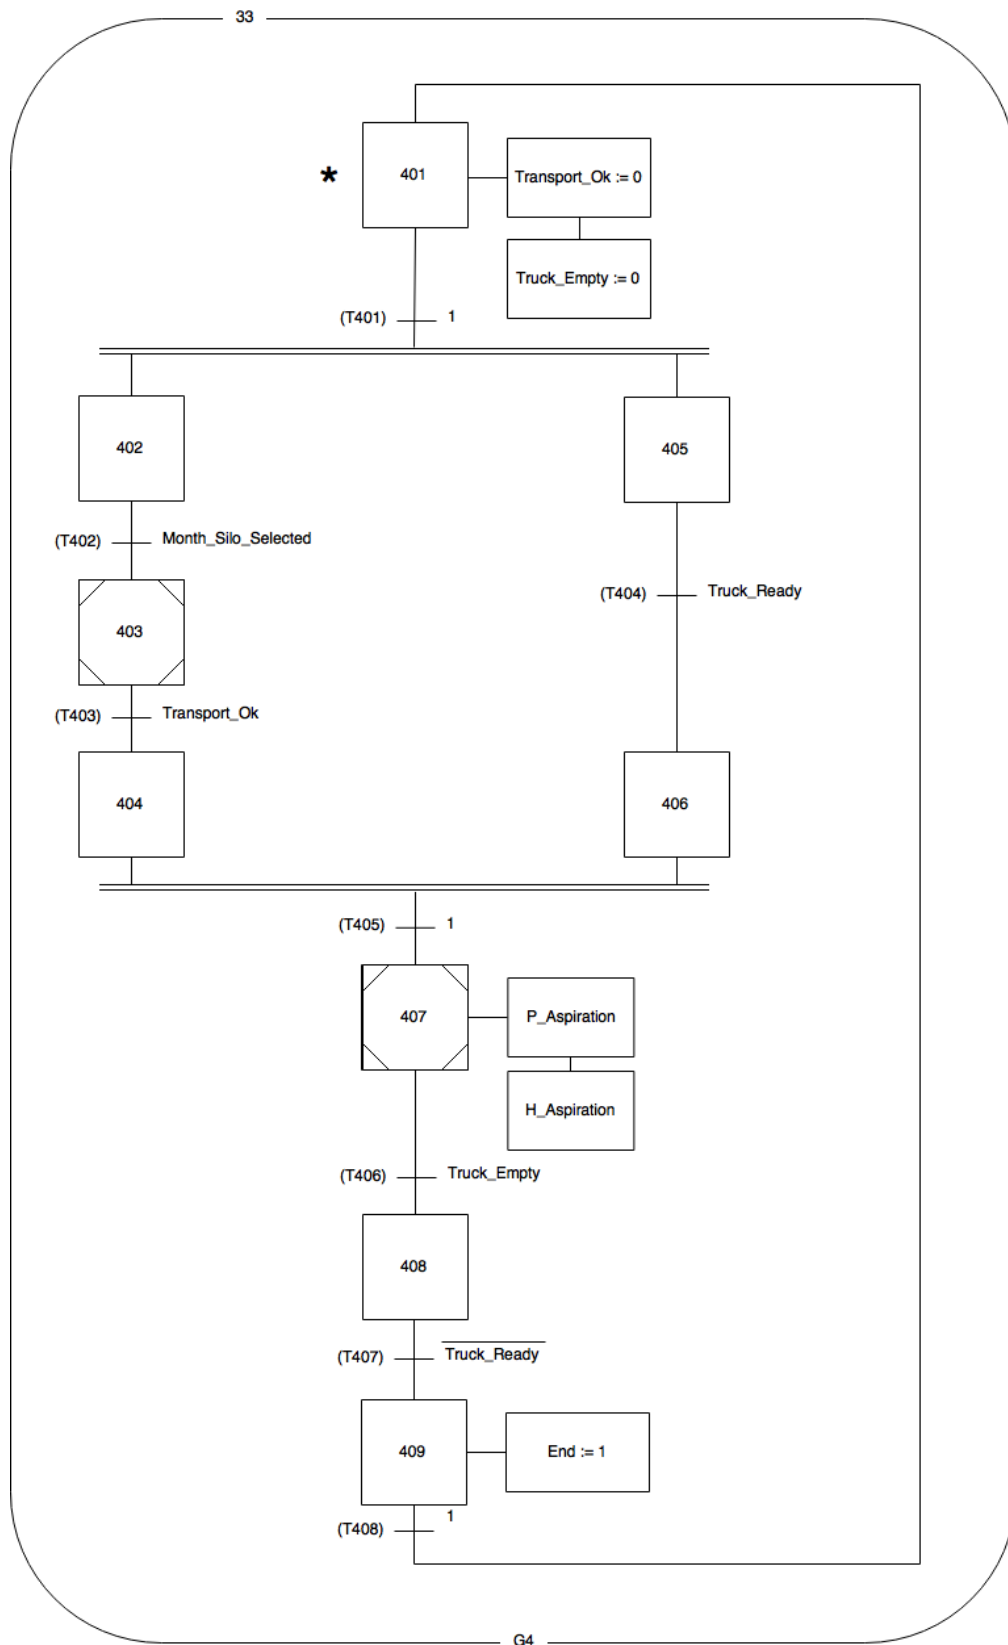 33
*
401
Transport_Ok := 0
Truck_Empty := 0
(T401) 1
402
405
(T402) Month_Silo_Selected
(T404) Truck_Ready
403
(T403) Transport_Ok
404
406
(T405) 1
407
P_Aspiration
H_Aspiration
(T406) Truck_Empty
408
(T407) Truck_Ready
409
End := 1
(T408) 1
G4